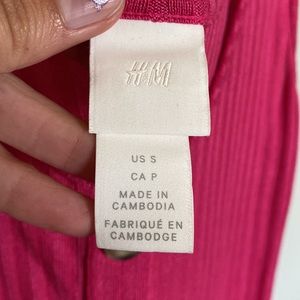 H&M
US S
CA P
MADE IN
CAMBODIA
FABRIQUÉ EN
CAMBODGE